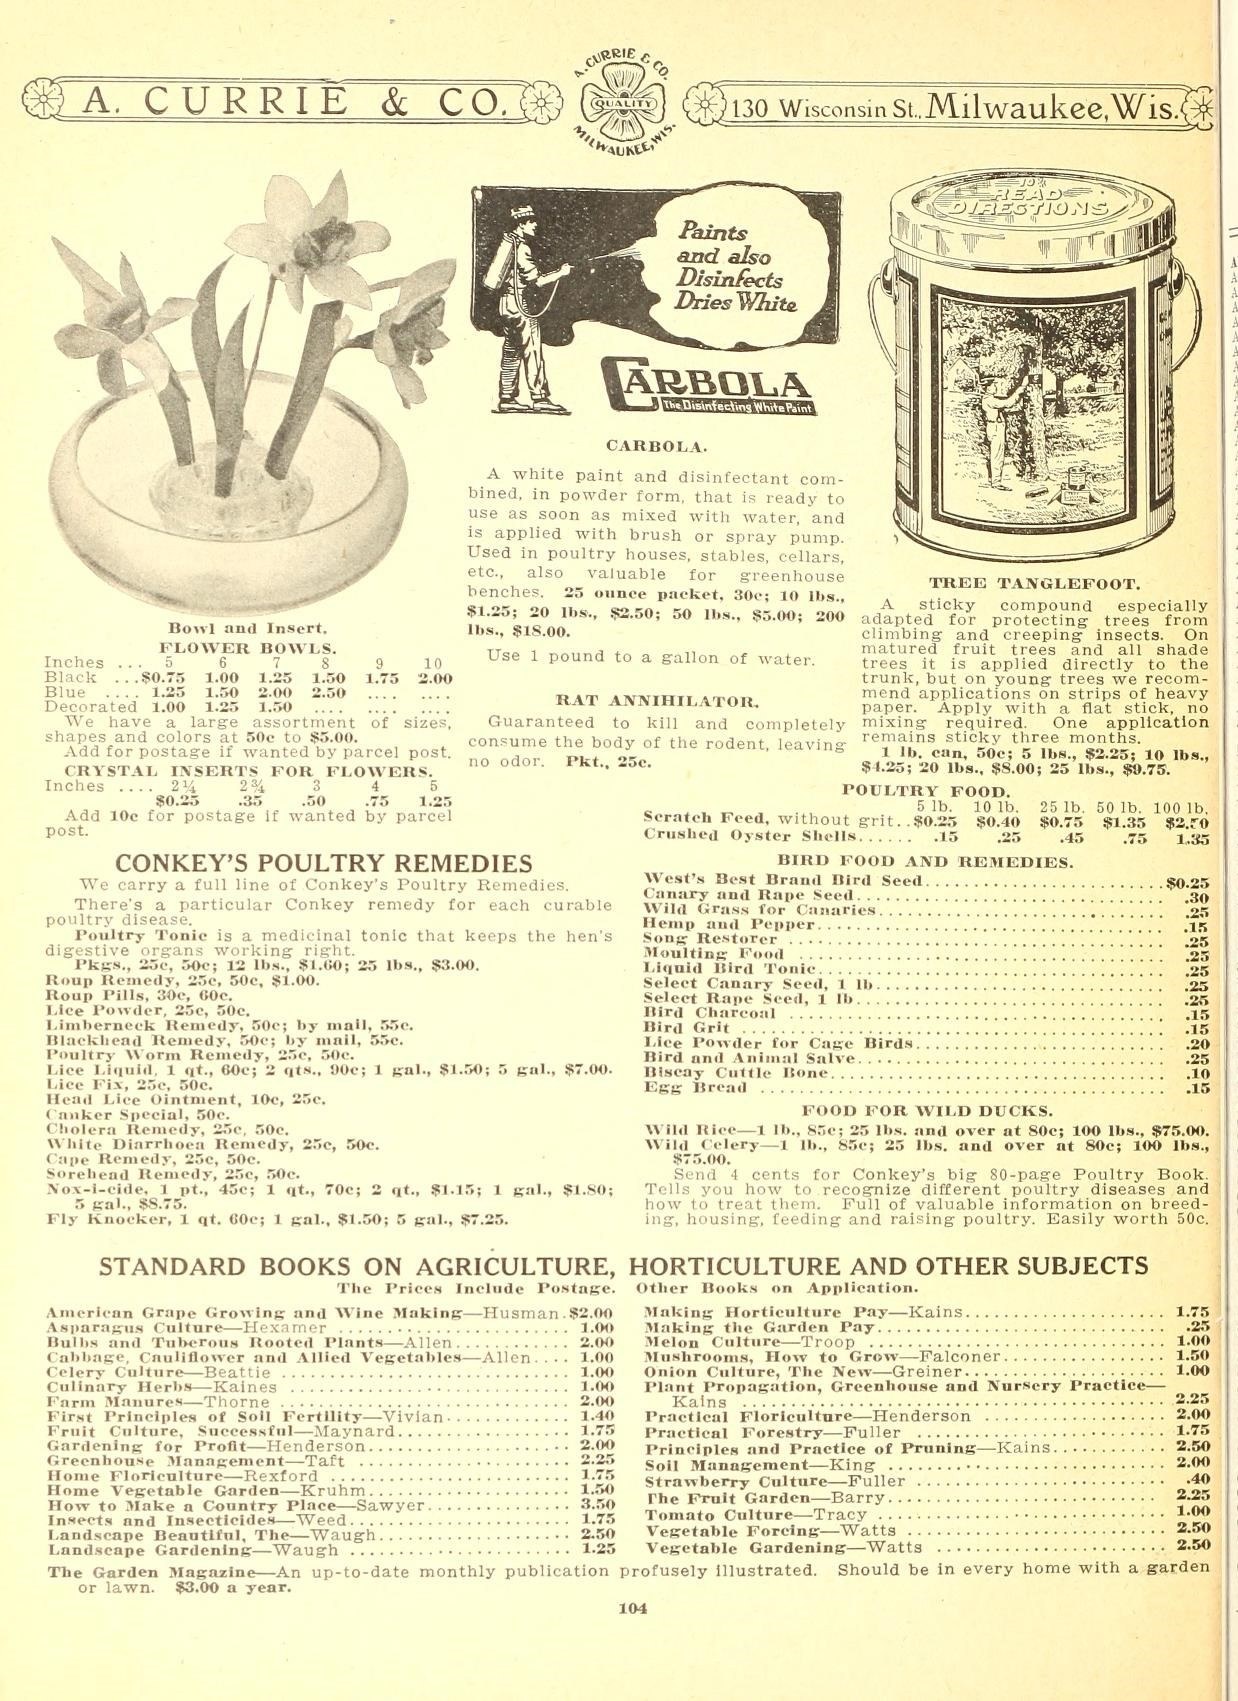 A. CURRIE & CO.
A. CURRIE & CO.
QUALITY
MILWAUKEE, WIS.
130 Wisconsin St., Milwaukee, Wis.
Bowl and Insert.
FLOWER BOWLS.
Inches ... 5 6 7 8 9 10
Black ...$0.75 1.00 1.25 1.50 1.75 2.00
Blue .... 1.25 1.50 2.00 2.50 .... ....
Decorated 1.00 1.25 1.50 .... .... ....
We have a large assortment of sizes,
shapes and colors at 50c to $5.00.
Add for postage if wanted by parcel post.
CRYSTAL INSERTS FOR FLOWERS.
Inches .... 2¼ 2¾ 3 4 5
$0.25 .35 .50 .75 1.25
Add 10c for postage if wanted by parcel
post.
Paints
and also
Disinfects
Dries White
CARBOLA
The Disinfecting White Paint
CARBOLA.
A white paint and disinfectant com-
bined, in powder form, that is ready to
use as soon as mixed with water, and
is applied with brush or spray pump.
Used in poultry houses, stables, cellars,
etc., also valuable for greenhouse
benches. 25 ounce packet, 30c; 10 lbs.,
$1.25; 20 lbs., $2.50; 50 lbs., $5.00; 200
lbs., $18.00.
Use 1 pound to a gallon of water.
RAT ANNIHILATOR.
Guaranteed to kill and completely
consume the body of the rodent, leaving
no odor. Pkt., 25c.
READ
DIRECTIONS
TREE TANGLEFOOT.
A sticky compound especially
adapted for protecting trees from
climbing and creeping insects. On
matured fruit trees and all shade
trees it is applied directly to the
trunk, but on young trees we recom-
mend applications on strips of heavy
paper. Apply with a flat stick, no
mixing required. One application
remains sticky three months.
1 lb. can, 50c; 5 lbs., $2.25; 10 lbs.,
$4.25; 20 lbs., $8.00; 25 lbs., $9.75.
POULTRY FOOD.
5 lb. 10 lb. 25 lb. 50 lb. 100 lb.
Scratch Feed, without grit..$0.25 $0.40 $0.75 $1.35 $2.50
Crushed Oyster Shells...... .15 .25 .45 .75 1.35
CONKEY'S POULTRY REMEDIES
We carry a full line of Conkey's Poultry Remedies.
There's a particular Conkey remedy for each curable
poultry disease.
Poultry Tonic is a medicinal tonic that keeps the hen's
digestive organs working right.
Pkgs., 25c, 50c; 12 lbs., $1.60; 25 lbs., $3.00.
Roup Remedy, 25c, 50c, $1.00.
Roup Pills, 30c, 60c.
Lice Powder, 25c, 50c.
Limberneck Remedy, 50c; by mail, 55c.
Blackhead Remedy, 50c; by mail, 55c.
Poultry Worm Remedy, 25c, 50c.
Lice Liquid, 1 qt., 60c; 2 qts., 90c; 1 gal., $1.50; 5 gal., $7.00.
Lice Fix, 25c, 50c.
Head Lice Ointment, 10c, 25c.
Canker Special, 50c.
Cholera Remedy, 25c, 50c.
White Diarrhoea Remedy, 25c, 50c.
Cape Remedy, 25c, 50c.
Sorehead Remedy, 25c, 50c.
Nox-i-cide, 1 pt., 45c; 1 qt., 70c; 2 qt., $1.15; 1 gal., $1.80;
5 gal., $8.75.
Fly Knocker, 1 qt. 60c; 1 gal., $1.50; 5 gal., $7.25.
BIRD FOOD AND REMEDIES.
West's Best Brand Bird Seed........................$0.25
Canary and Rape Seed............................... .30
Wild Grass for Canaries............................. .25
Hemp and Pepper.................................... .15
Song Restorer ...................................... .25
Moulting Food ...................................... .25
Liquid Bird Tonic................................... .25
Select Canary Seed, 1 lb............................ .25
Select Rape Seed, 1 lb.............................. .25
Bird Charcoal ...................................... .15
Bird Grit .......................................... .15
Lice Powder for Cage Birds.......................... .20
Bird and Animal Salve............................... .25
Biscay Cuttle Bone.................................. .10
Egg Bread .......................................... .15
FOOD FOR WILD DUCKS.
Wild Rice—1 lb., 85c; 25 lbs. and over at 80c; 100 lbs., $75.00.
Wild Celery—1 lb., 85c; 25 lbs. and over at 80c; 100 lbs.,
$75.00.
Send 4 cents for Conkey's big 80-page Poultry Book.
Tells you how to recognize different poultry diseases and
how to treat them. Full of valuable information on breed-
ing, housing, feeding and raising poultry. Easily worth 50c.
STANDARD BOOKS ON AGRICULTURE, HORTICULTURE AND OTHER SUBJECTS
The Prices Include Postage. Other Books on Application.
American Grape Growing and Wine Making—Husman.$2.00
Asparagus Culture—Hexamer ...................... 1.00
Bulbs and Tuberous Rooted Plants—Allen.......... 2.00
Cabbage, Cauliflower and Allied Vegetables—Allen.... 1.00
Celery Culture—Beattie .......................... 1.00
Culinary Herbs—Kaines .......................... 1.00
Farm Manures—Thorne ............................ 2.00
First Principles of Soil Fertility—Vivian............ 1.40
Fruit Culture, Successful—Maynard................ 1.75
Gardening for Profit—Henderson................... 2.00
Greenhouse Management—Taft ..................... 2.25
Home Floriculture—Rexford ....................... 1.75
Home Vegetable Garden—Kruhm.................... 1.50
How to Make a Country Place—Sawyer.............. 3.50
Insects and Insecticides—Weed.................... 1.75
Landscape Beautiful, The—Waugh.................. 2.50
Landscape Gardening—Waugh ...................... 1.25
Making Horticulture Pay—Kains................... 1.75
Making the Garden Pay........................... .25
Melon Culture—Troop ............................ 1.00
Mushrooms, How to Grow—Falconer................ 1.50
Onion Culture, The New—Greiner................... 1.00
Plant Propagation, Greenhouse and Nursery Practice—
Kains .......................................... 2.25
Practical Floriculture—Henderson ................. 2.00
Practical Forestry—Fuller ........................ 1.75
Principles and Practice of Pruning—Kains........... 2.50
Soil Management—King ........................... 2.00
Strawberry Culture—Fuller ....................... .40
The Fruit Garden—Barry.......................... 2.25
Tomato Culture—Tracy ........................... 1.00
Vegetable Forcing—Watts ......................... 2.50
Vegetable Gardening—Watts ...................... 2.50
The Garden Magazine—An up-to-date monthly publication profusely illustrated. Should be in every home with a garden
or lawn. $3.00 a year.
104